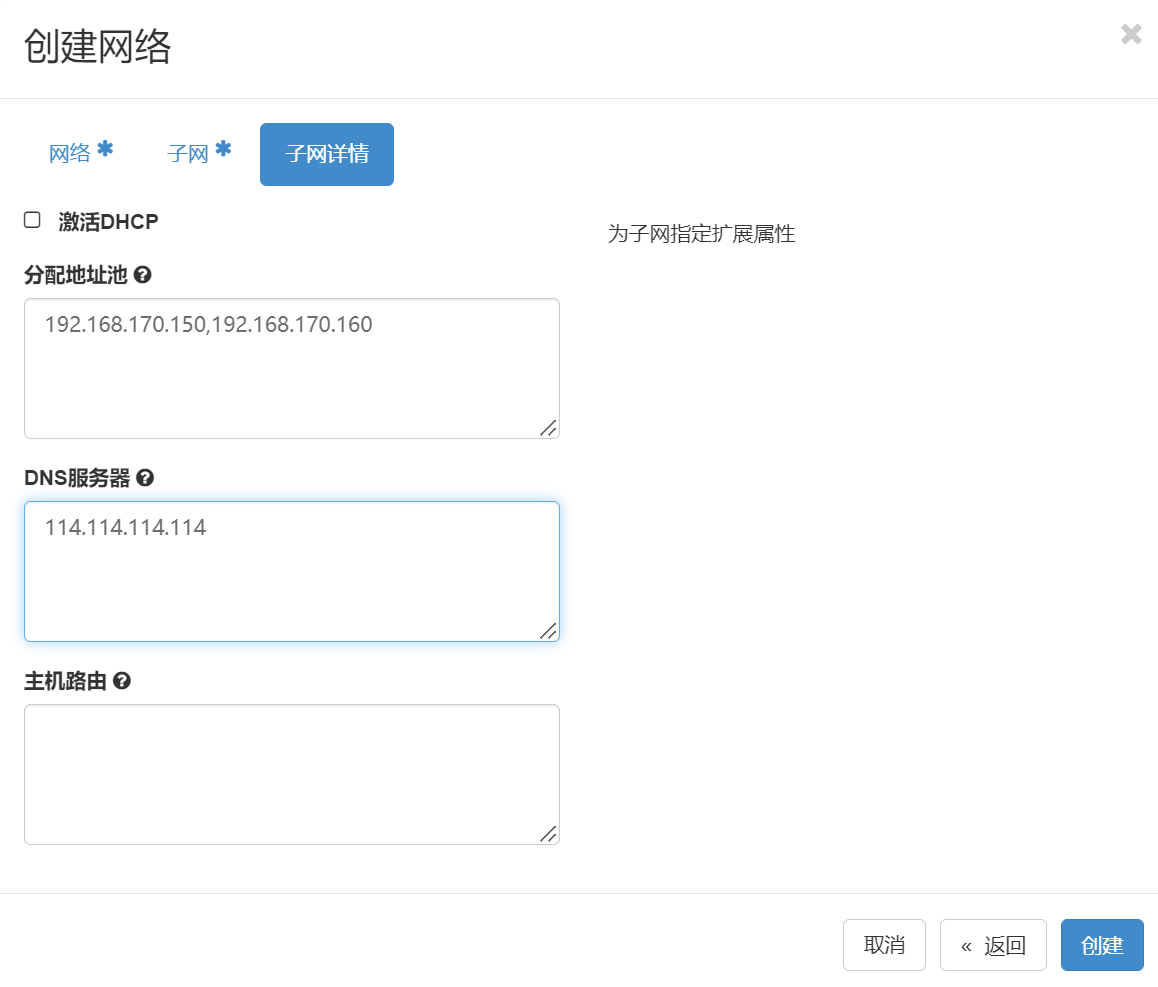 创建网络
网络 * 子网 * 子网详情
激活DHCP
为子网指定扩展属性
分配地址池
192.168.170.150,192.168.170.160
DNS服务器
114.114.114.114
主机路由
取消 « 返回 创建